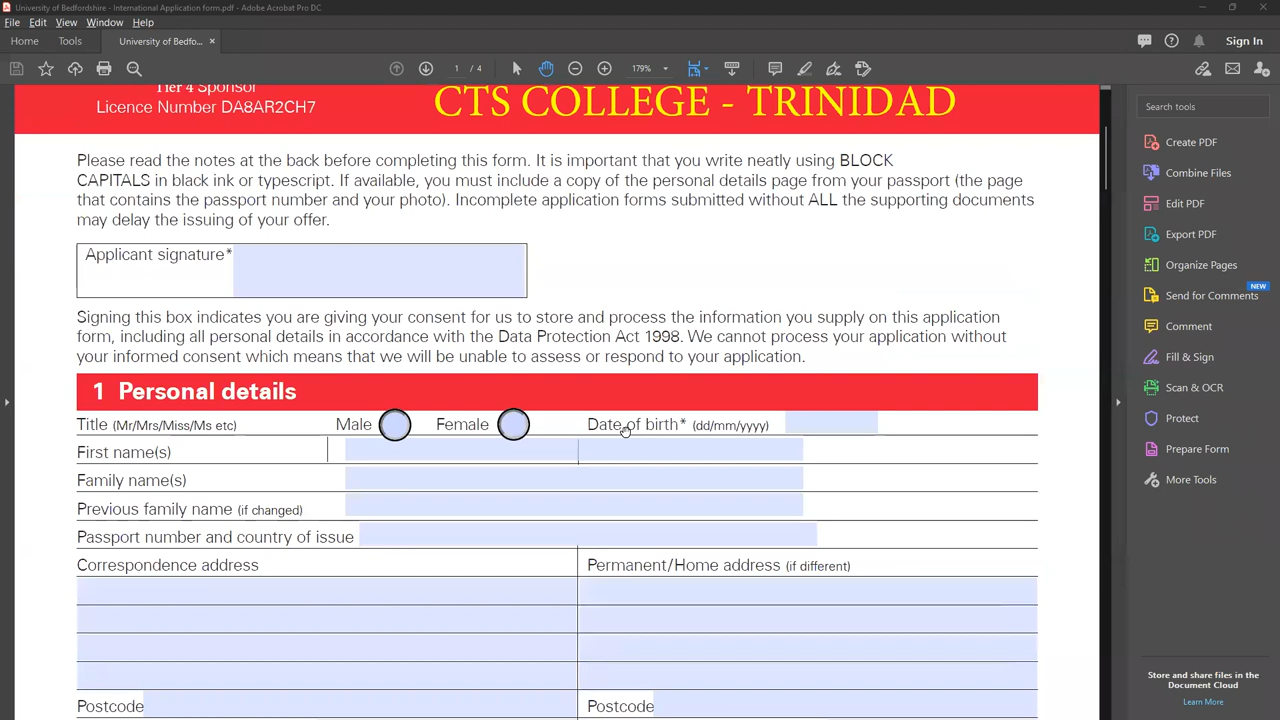 University of Bedfordshire - International Application form.pdf - Adobe Acrobat Pro DC
File Edit View Window Help
Home Tools University of Bedfo... × Sign In
1 / 4 179%
Tier 4 Sponsor
Licence Number DA8AR2CH7
CTS COLLEGE - TRINIDAD
Please read the notes at the back before completing this form. It is important that you write neatly using BLOCK
CAPITALS in black ink or typescript. If available, you must include a copy of the personal details page from your passport (the page
that contains the passport number and your photo). Incomplete application forms submitted without ALL the supporting documents
may delay the issuing of your offer.
Applicant signature*
Signing this box indicates you are giving your consent for us to store and process the information you supply on this application
form, including all personal details in accordance with the Data Protection Act 1998. We cannot process your application without
your informed consent which means that we will be unable to assess or respond to your application.
1 Personal details
Title (Mr/Mrs/Miss/Ms etc) Male Female Date of birth* (dd/mm/yyyy)
First name(s)
Family name(s)
Previous family name (if changed)
Passport number and country of issue
Correspondence address Permanent/Home address (if different)
Postcode Postcode
Search tools
Create PDF
Combine Files
Edit PDF
Export PDF
Organize Pages
NEW
Send for Comments
Comment
Fill & Sign
Scan & OCR
Protect
Prepare Form
More Tools
Store and share files in the
Document Cloud
Learn More